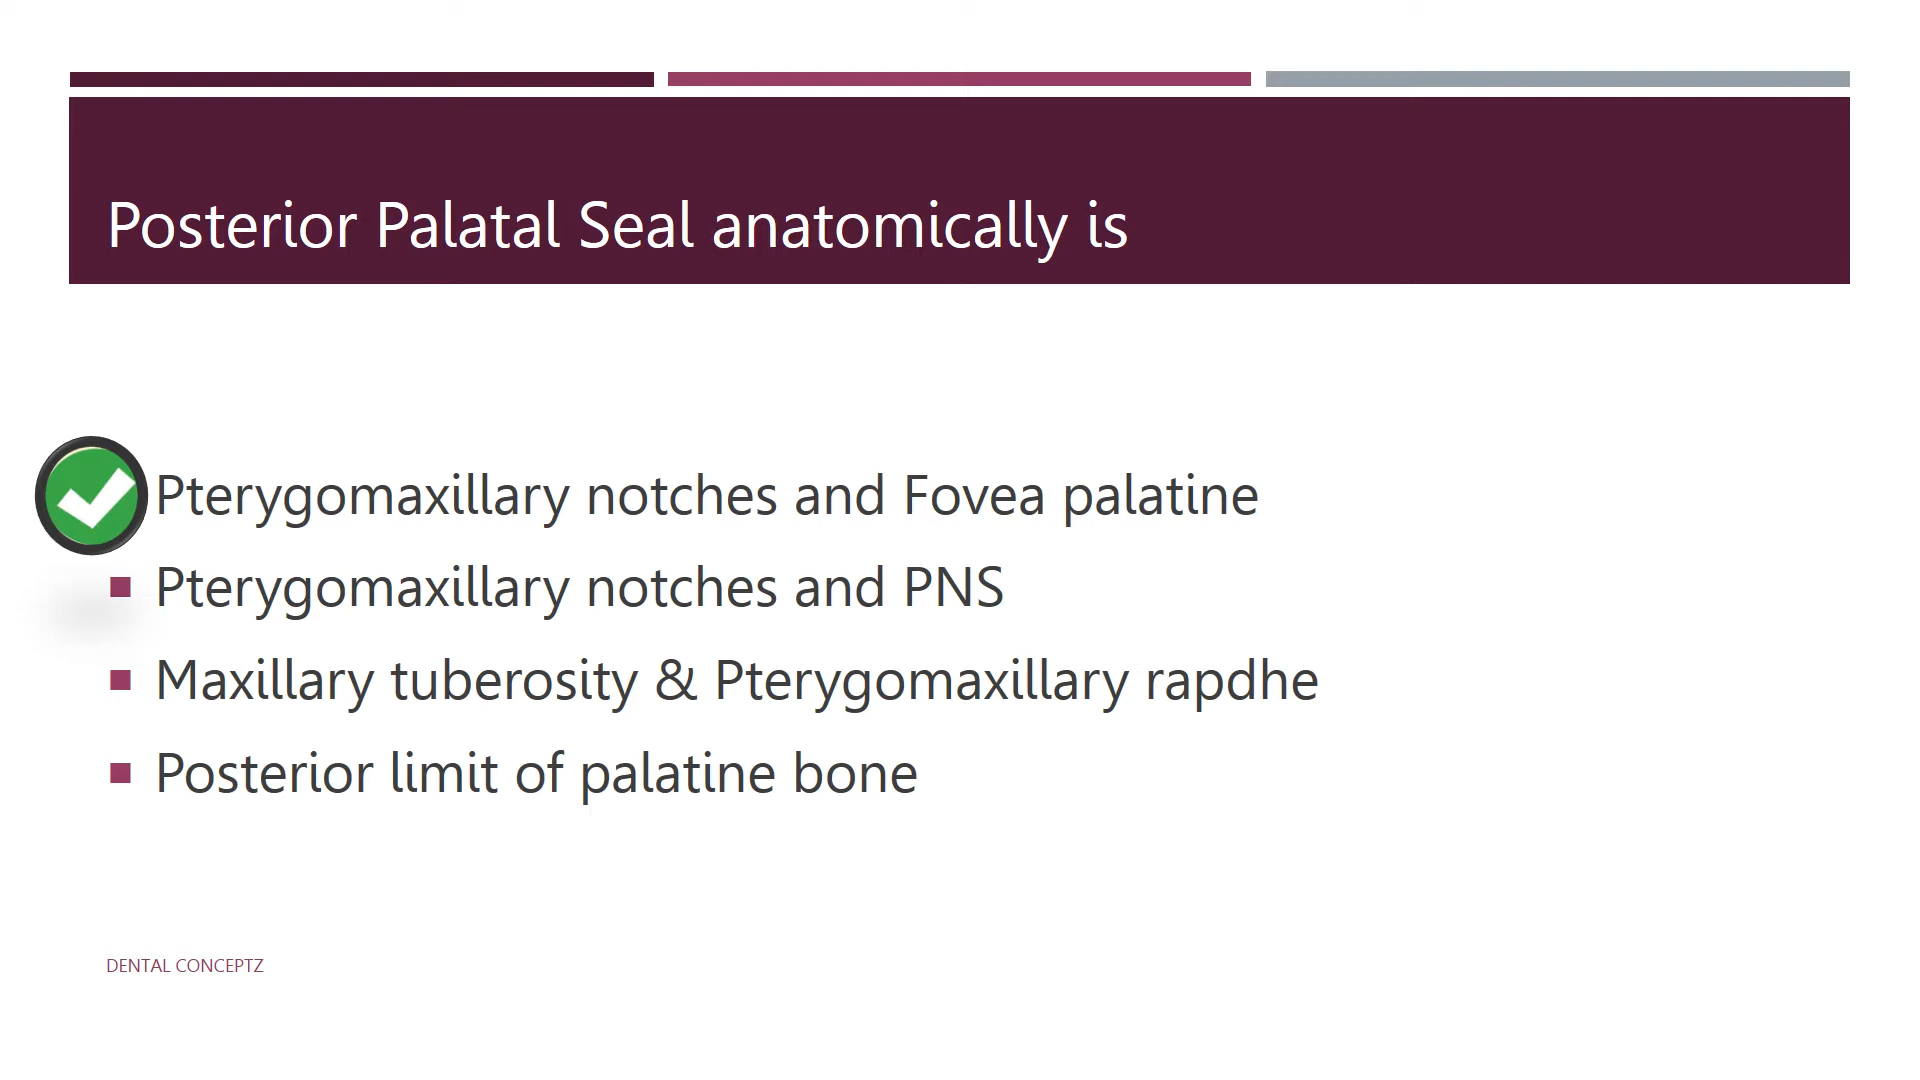 Posterior Palatal Seal anatomically is
Pterygomaxillary notches and Fovea palatine
Pterygomaxillary notches and PNS
Maxillary tuberosity & Pterygomaxillary rapdhe
Posterior limit of palatine bone
DENTAL CONCEPTZ